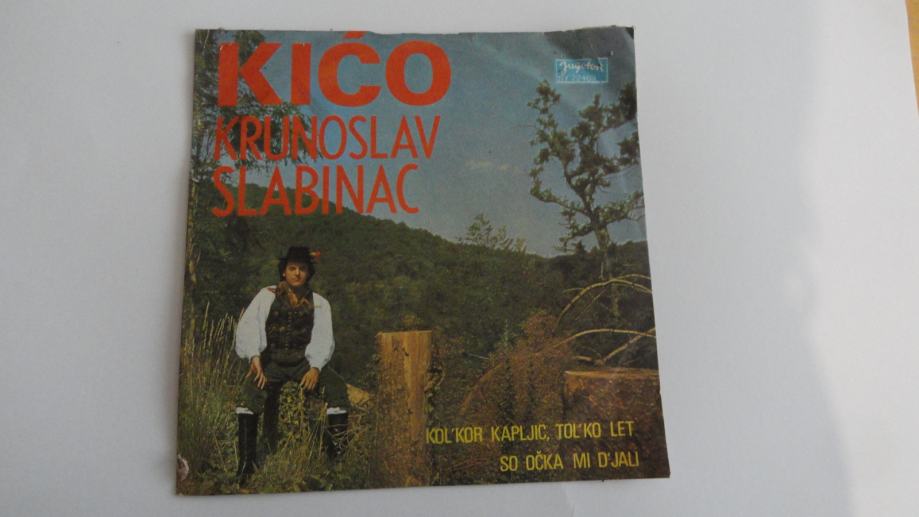 KIĆO
Jugoton
KRUNOSLAV
SLABINAC
KOL'KOR KAPLJIC, TOL'KO LET
SO OČKA MI D'JALI